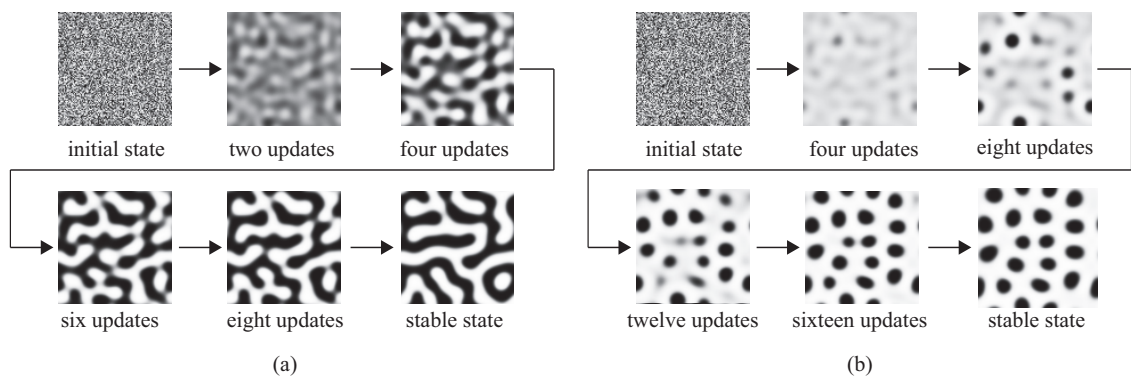 initial state
two updates
four updates
six updates
eight updates
stable state
(a)
initial state
four updates
eight updates
twelve updates
sixteen updates
stable state
(b)